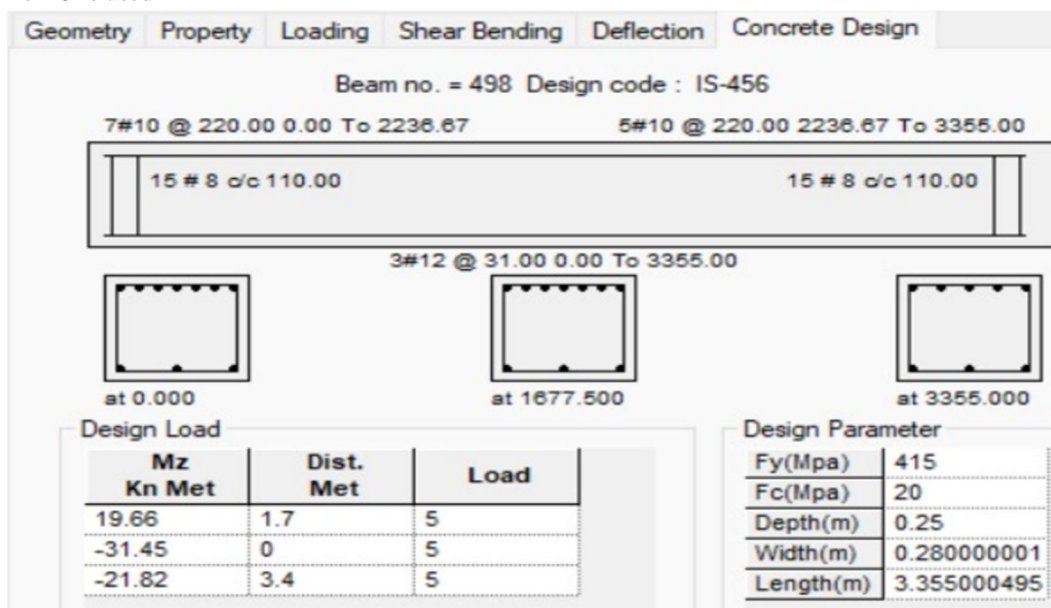 Geometry Property Loading Shear Bending Deflection Concrete Design
Beam no. = 498 Design code : IS-456
7#10 @ 220.00 0.00 To 2236.67 5#10 @ 220.00 2236.67 To 3355.00
15 # 8 c/c 110.00 15 # 8 c/c 110.00
3#12 @ 31.00 0.00 To 3355.00
at 0.000 at 1677.500 at 3355.000
Design Load Design Parameter
Mz Kn Met Dist. Met Load
19.66 1.7 5
-31.45 0 5
-21.82 3.4 5
Fy(Mpa) 415
Fc(Mpa) 20
Depth(m) 0.25
Width(m) 0.280000001
Length(m) 3.355000495